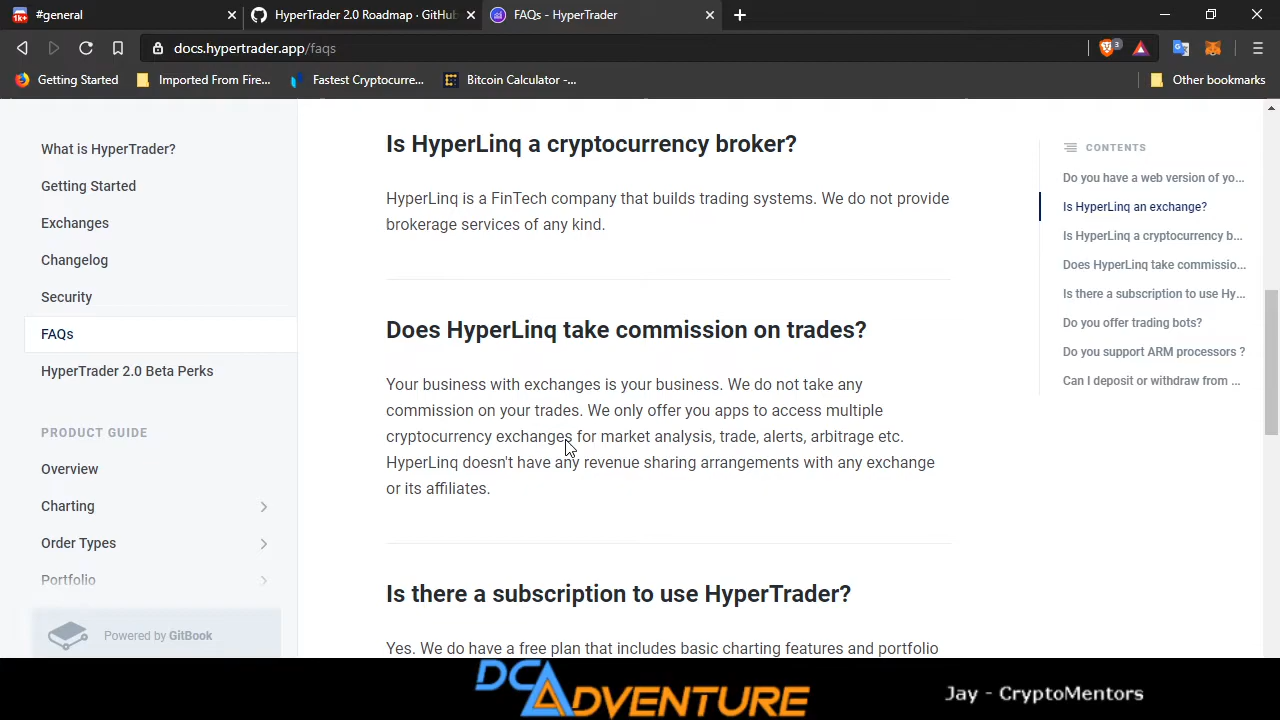 1K+
#general
HyperTrader 2.0 Roadmap · GitHub
FAQs - HyperTrader
docs.hypertrader.app/faqs
3
Getting Started
Imported From Fire...
Fastest Cryptocurre...
Bitcoin Calculator -...
Other bookmarks
What is HyperTrader?
Getting Started
Exchanges
Changelog
Security
FAQs
HyperTrader 2.0 Beta Perks
PRODUCT GUIDE
Overview
Charting
Order Types
Portfolio
Powered by GitBook
Is HyperLinq a cryptocurrency broker?
HyperLinq is a FinTech company that builds trading systems. We do not provide
brokerage services of any kind.
Does HyperLinq take commission on trades?
Your business with exchanges is your business. We do not take any
commission on your trades. We only offer you apps to access multiple
cryptocurrency exchanges for market analysis, trade, alerts, arbitrage etc.
HyperLinq doesn't have any revenue sharing arrangements with any exchange
or its affiliates.
Is there a subscription to use HyperTrader?
Yes. We do have a free plan that includes basic charting features and portfolio
CONTENTS
Do you have a web version of yo...
Is HyperLinq an exchange?
Is HyperLinq a cryptocurrency b...
Does HyperLinq take commissio...
Is there a subscription to use Hy...
Do you offer trading bots?
Do you support ARM processors ?
Can I deposit or withdraw from ...
DCADVENTURE
Jay - CryptoMentors